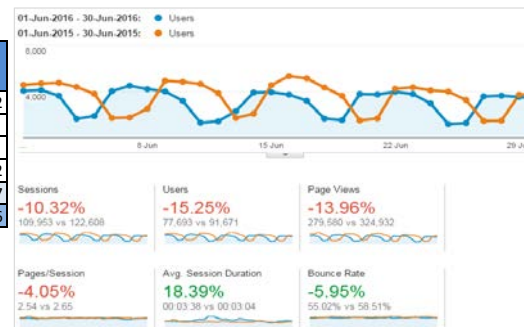 01-Jun-2016 - 30-Jun-2016: Users
01-Jun-2015 - 30-Jun-2015: Users
6,000
4,000
...
8 Jun
15 Jun
22 Jun
29 J
2
2
7
Sessions
-10.32%
109,953 vs 122,608
Users
-15.25%
77,693 vs 91,671
Page Views
-13.96%
279,580 vs 324,932
Pages/Session
-4.05%
2.54 vs 2.65
Avg. Session Duration
18.39%
00:03:38 vs 00:03:04
Bounce Rate
-5.95%
55.02% vs 58.51%